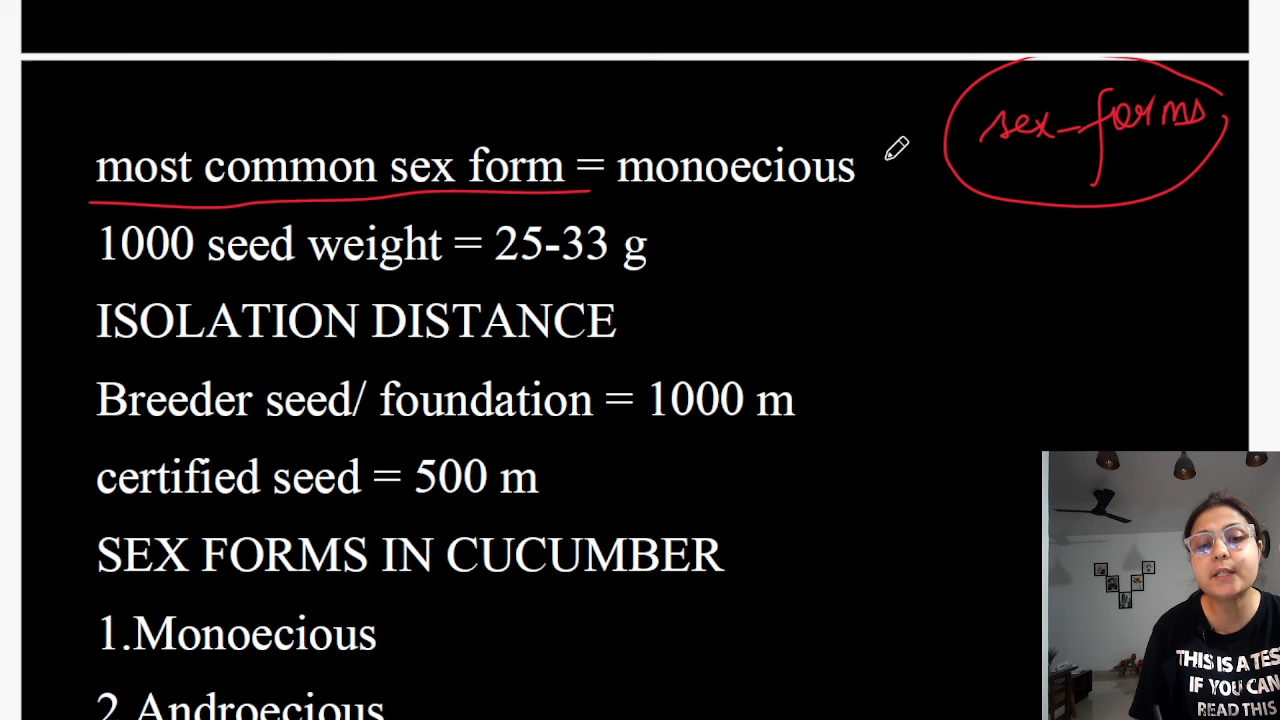 sex-forms,
most common sex form = monoecious
1000 seed weight = 25-33 g
ISOLATION DISTANCE
Breeder seed/ foundation = 1000 m
certified seed = 500 m
SEX FORMS IN CUCUMBER
1.Monoecious
2.Androecious
THIS IS A TES
IF YOU CAN
READ THIS